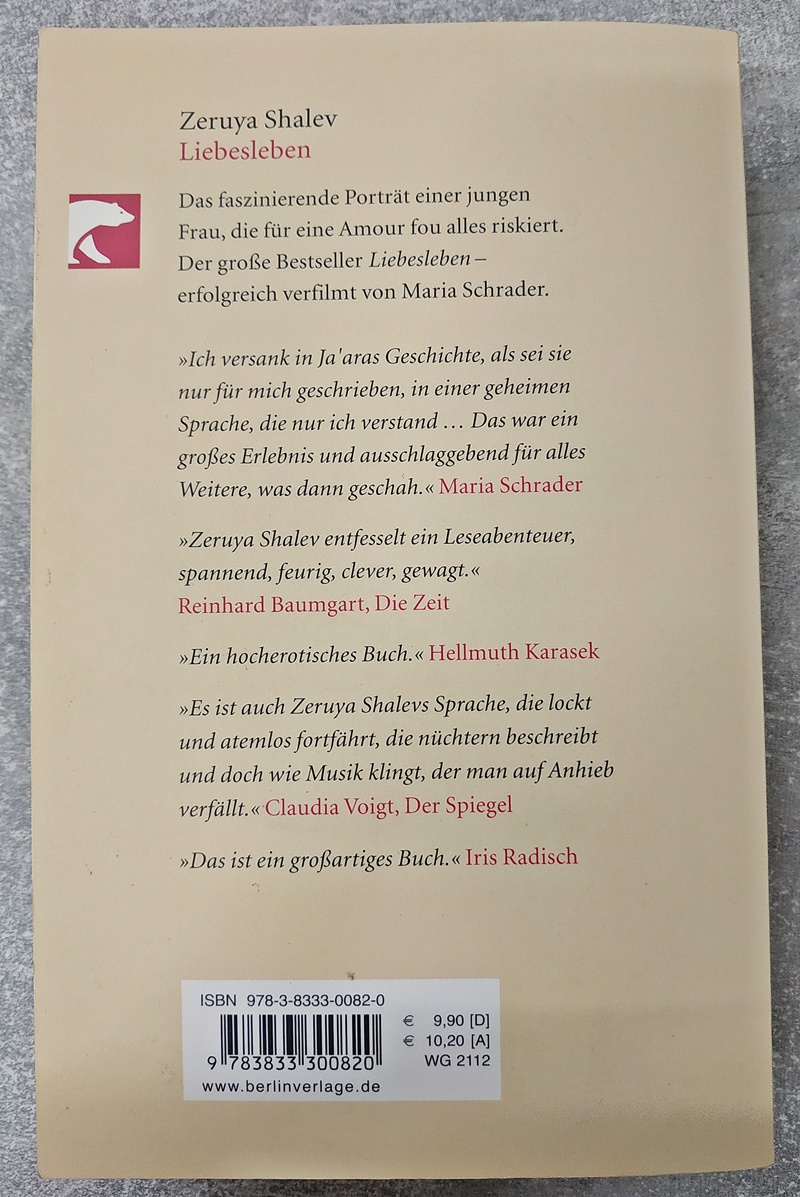 Zeruya Shalev
Liebesleben
Das faszinierende Porträt einer jungen
Frau, die für eine Amour fou alles riskiert.
Der große Bestseller Liebesleben –
erfolgreich verfilmt von Maria Schrader.
»Ich versank in Ja'aras Geschichte, als sei sie
nur für mich geschrieben, in einer geheimen
Sprache, die nur ich verstand … Das war ein
großes Erlebnis und ausschlaggebend für alles
Weitere, was dann geschah.« Maria Schrader
»Zeruya Shalev entfesselt ein Leseabenteuer,
spannend, feurig, clever, gewagt.«
Reinhard Baumgart, Die Zeit
»Ein hocherotisches Buch.« Hellmuth Karasek
»Es ist auch Zeruya Shalevs Sprache, die lockt
und atemlos fortfährt, die nüchtern beschreibt
und doch wie Musik klingt, der man auf Anhieb
verfällt.« Claudia Voigt, Der Spiegel
»Das ist ein großartiges Buch.« Iris Radisch
ISBN 978-3-8333-0082-0
€ 9,90 [D]
€ 10,20 [A]
WG 2112
9 783833 300820
www.berlinverlage.de